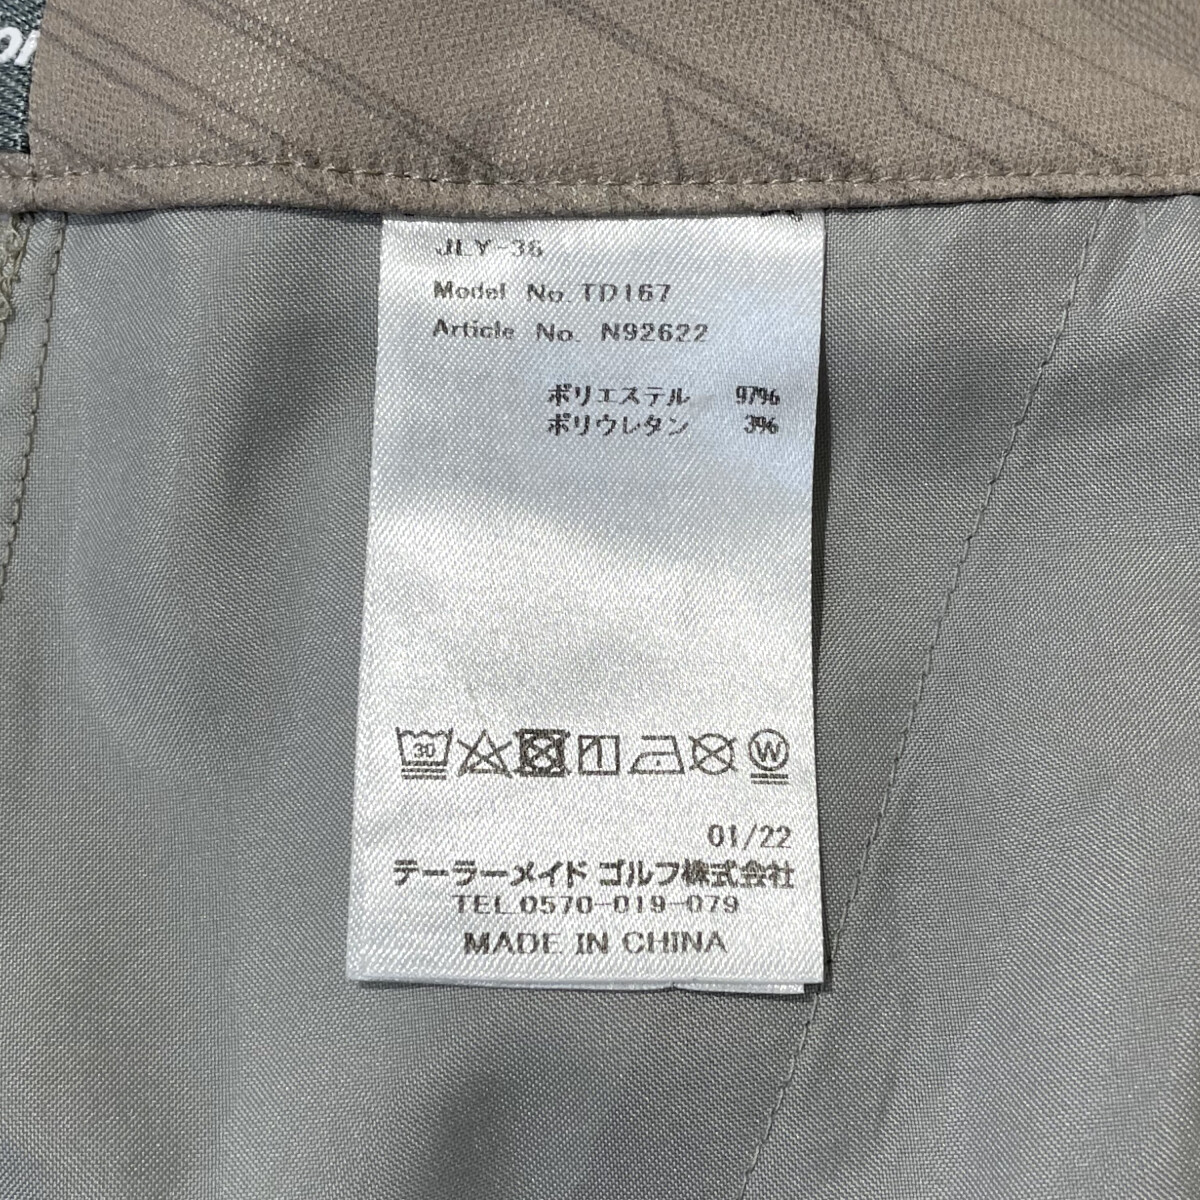 JLY-36
Model No. TD167
Article No. N92622
ポリエステル 97%
ポリウレタン 3%
30 W
01/22
テーラーメイド ゴルフ株式会社
TEL 0570-019-079
MADE IN CHINA